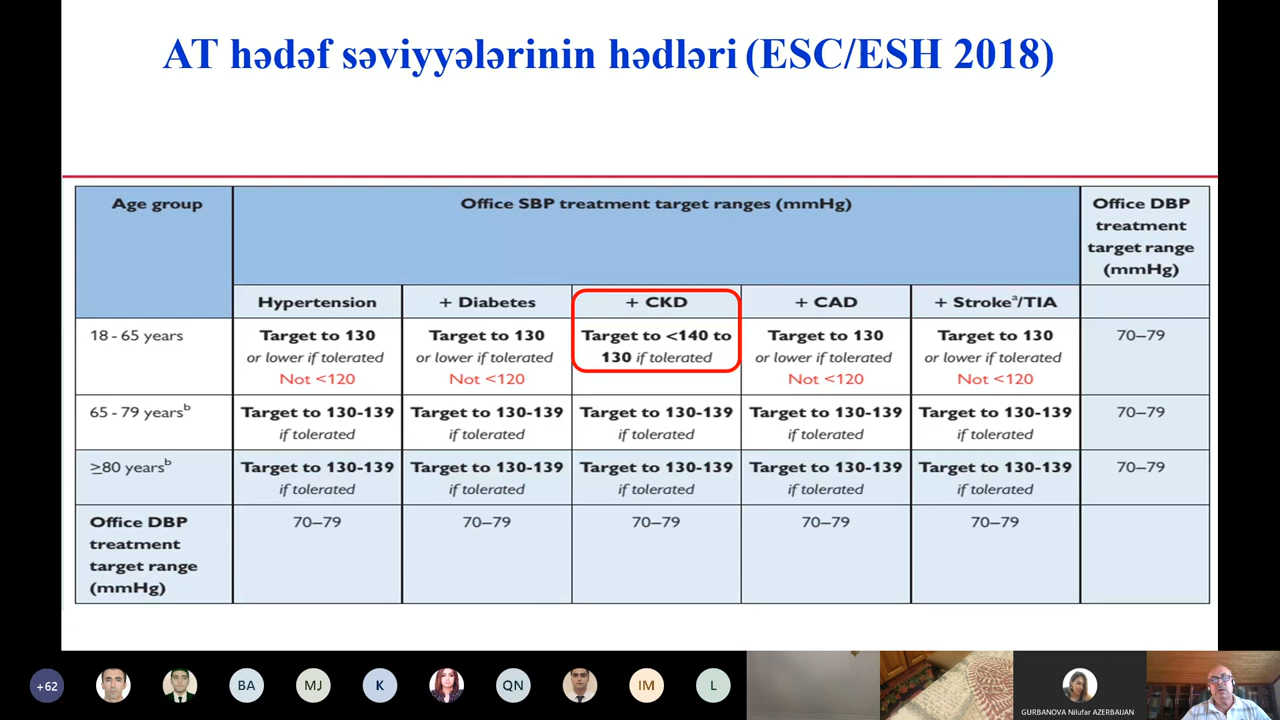 AT hədəf səviyyələrinin hədləri (ESC/ESH 2018)
Age group
Office SBP treatment target ranges (mmHg)
Office DBP
treatment
target range
(mmHg)
Hypertension
+ Diabetes
+ CKD
+ CAD
+ Strokeª/TIA
18 - 65 years
Target to 130
or lower if tolerated
Not <120
Target to 130
or lower if tolerated
Not <120
Target to <140 to
130 if tolerated
Target to 130
or lower if tolerated
Not <120
Target to 130
or lower if tolerated
Not <120
70–79
65 - 79 yearsᵇ
Target to 130-139
if tolerated
Target to 130-139
if tolerated
Target to 130-139
if tolerated
Target to 130-139
if tolerated
Target to 130-139
if tolerated
70–79
≥80 yearsᵇ
Target to 130-139
if tolerated
Target to 130-139
if tolerated
Target to 130-139
if tolerated
Target to 130-139
if tolerated
Target to 130-139
if tolerated
70–79
Office DBP
treatment
target range
(mmHg)
70–79
70–79
70–79
70–79
70–79
+62
BA
MJ
K
QN
IM
L
GURBANOVA Nilufar AZERBAIJAN